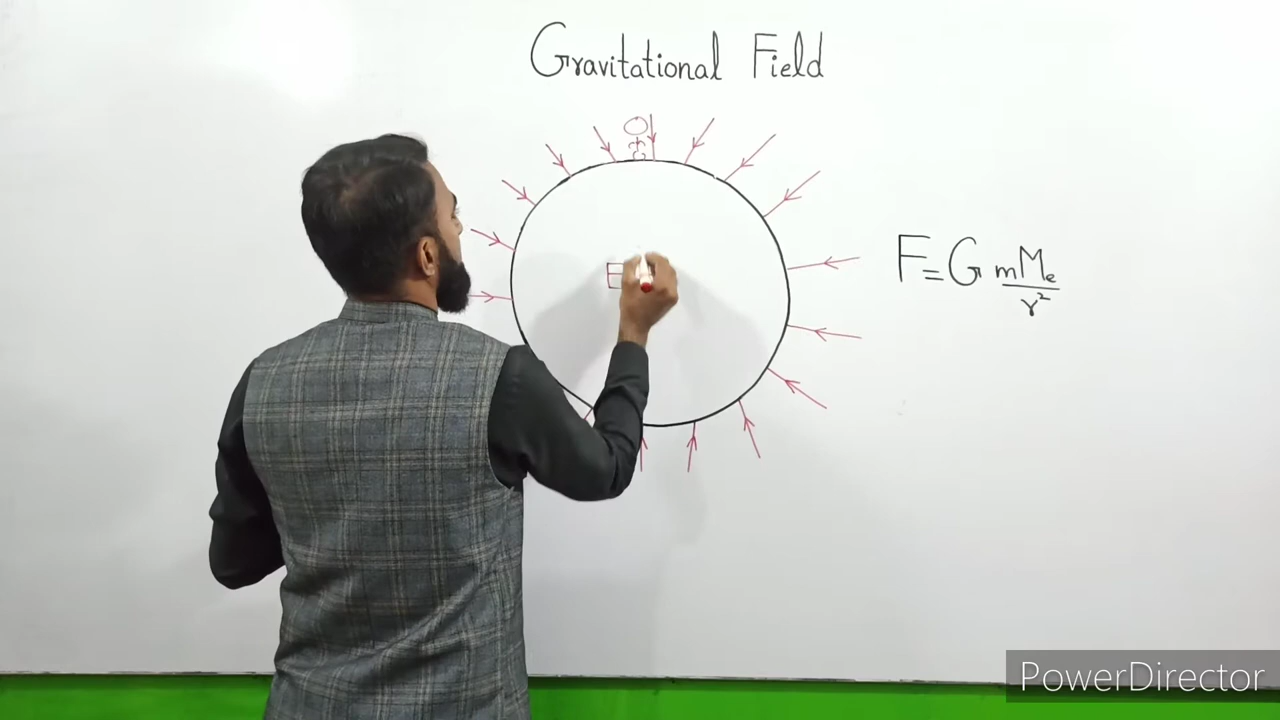 Gravitational Field
E
F = G mMe/r²
PowerDirector